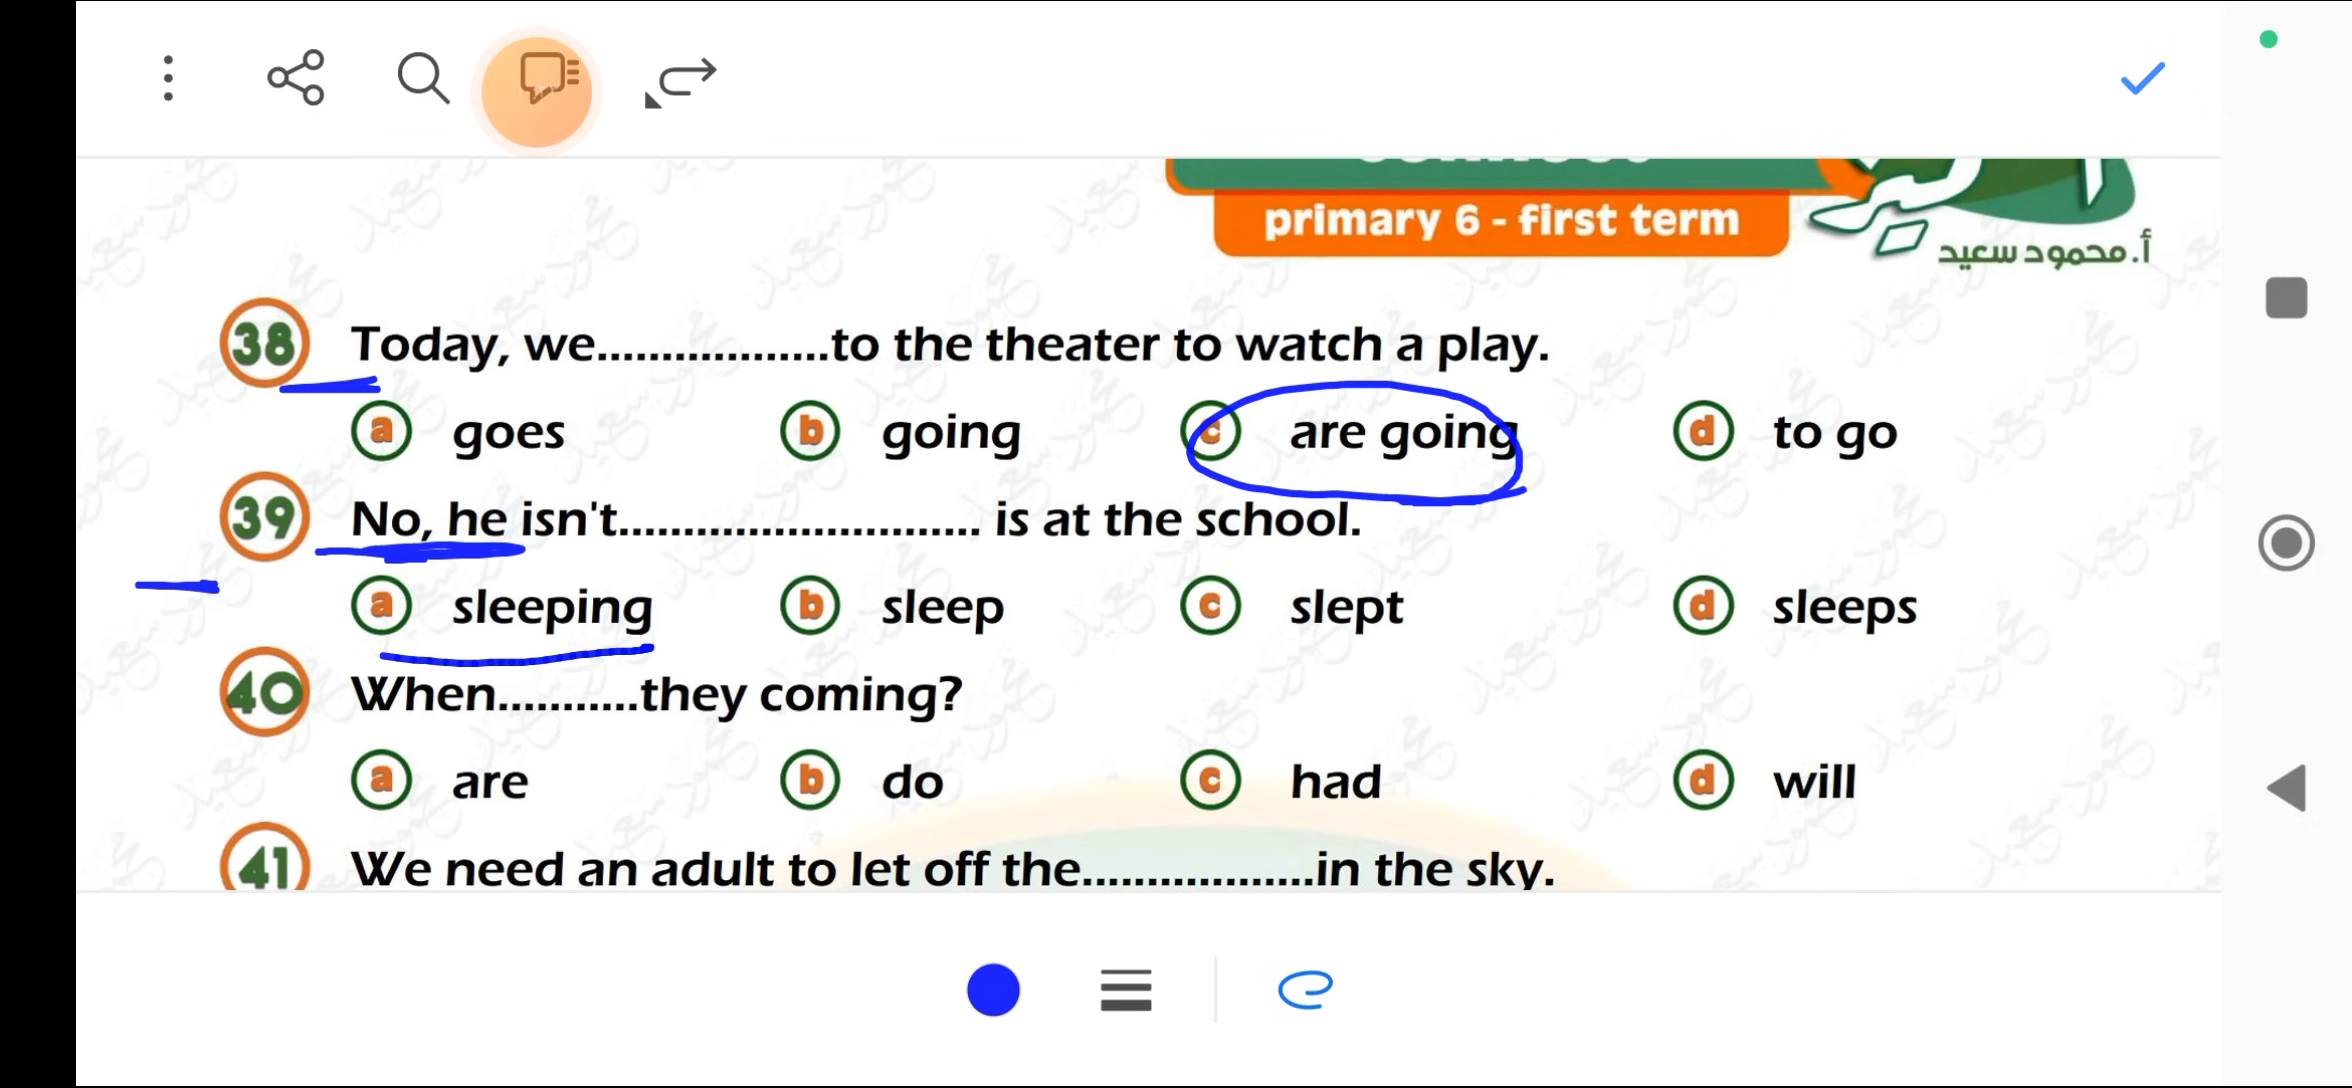 primary 6 - first term
أ. محمود سعيد
38 Today, we..................to the theater to watch a play.
a goes b going c are going d to go
39 No, he isn't............................ is at the school.
a sleeping b sleep c slept d sleeps
40 When...........they coming?
a are b do c had d will
41 We need an adult to let off the..................in the sky.